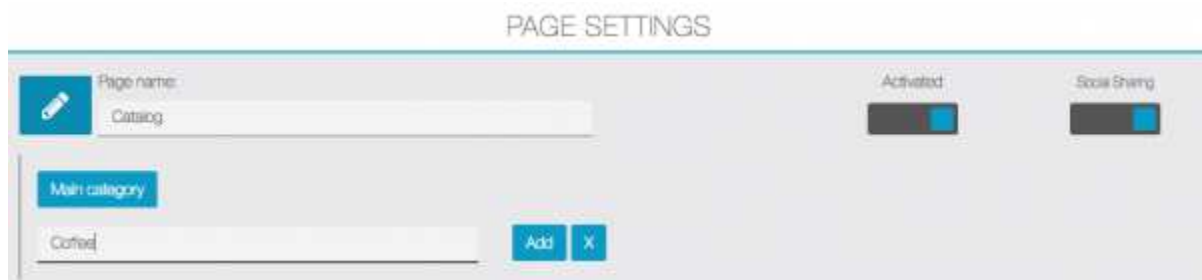 PAGE SETTINGS
Page name:
Activated
Social Sharing
Catalog
Main category
Coffee
Add
X